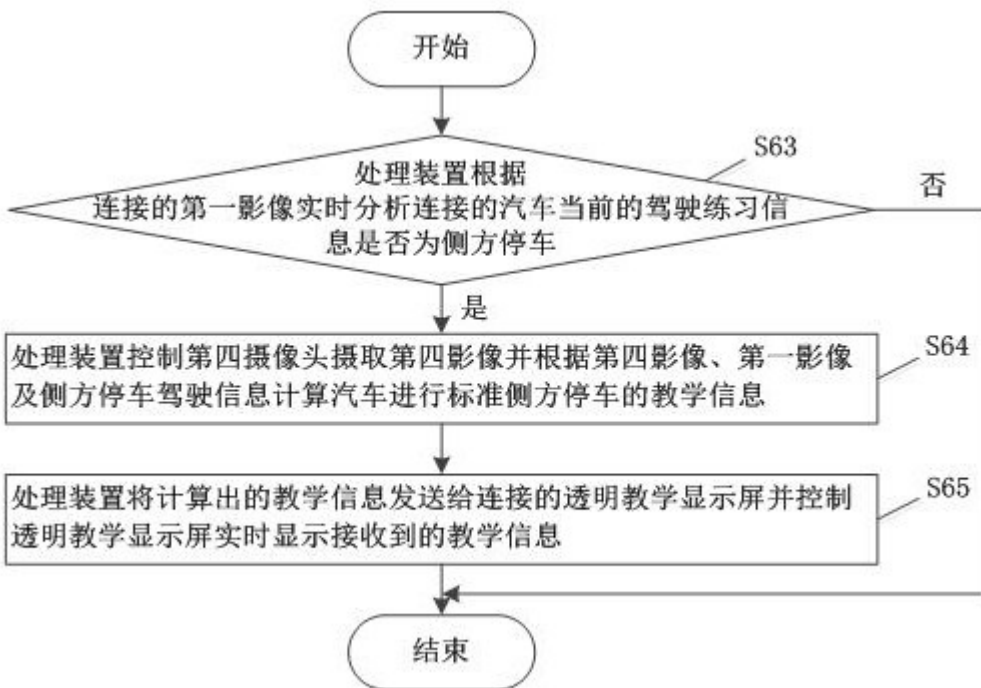 开始
S63
处理装置根据
连接的第一影像实时分析连接的汽车当前的驾驶练习信
息是否为侧方停车
否
是
S64
处理装置控制第四摄像头摄取第四影像并根据第四影像、第一影像
及侧方停车驾驶信息计算汽车进行标准侧方停车的教学信息
S65
处理装置将计算出的教学信息发送给连接的透明教学显示屏并控制
透明教学显示屏实时显示接收到的教学信息
结束